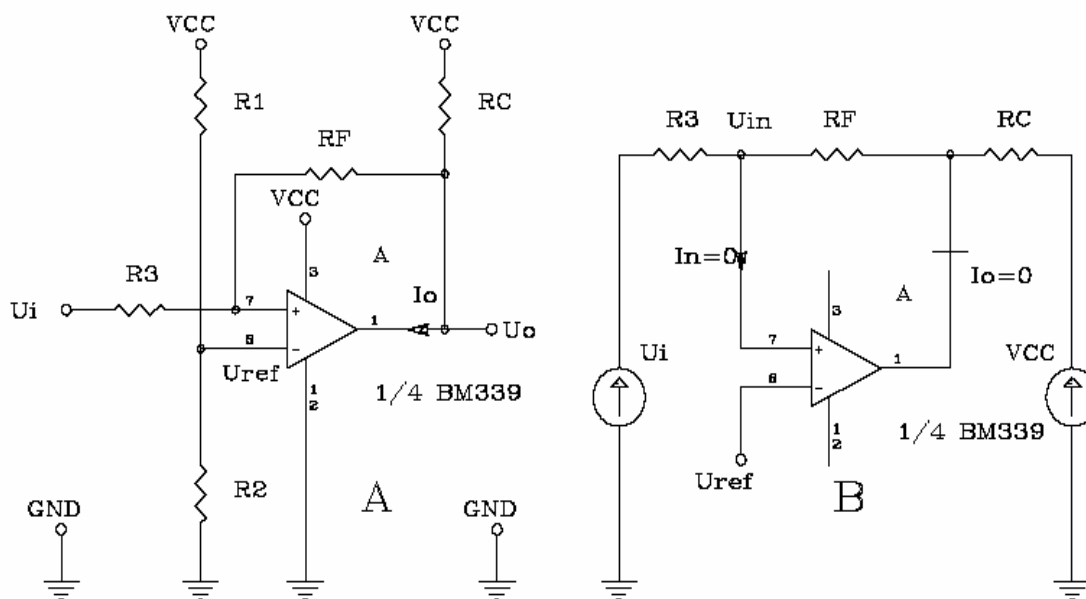 VCC
VCC
R1
RC
RF
VCC
3
A
R3
Io
Ui
7
+
1
Uo
6
-
Uref
1
2
1/4 BM339
R2
A
GND
GND
R3
Uin
RF
RC
In=0
A
Io=0
3
Ui
7
+
1
VCC
6
-
1
2
1/4 BM339
Uref
B